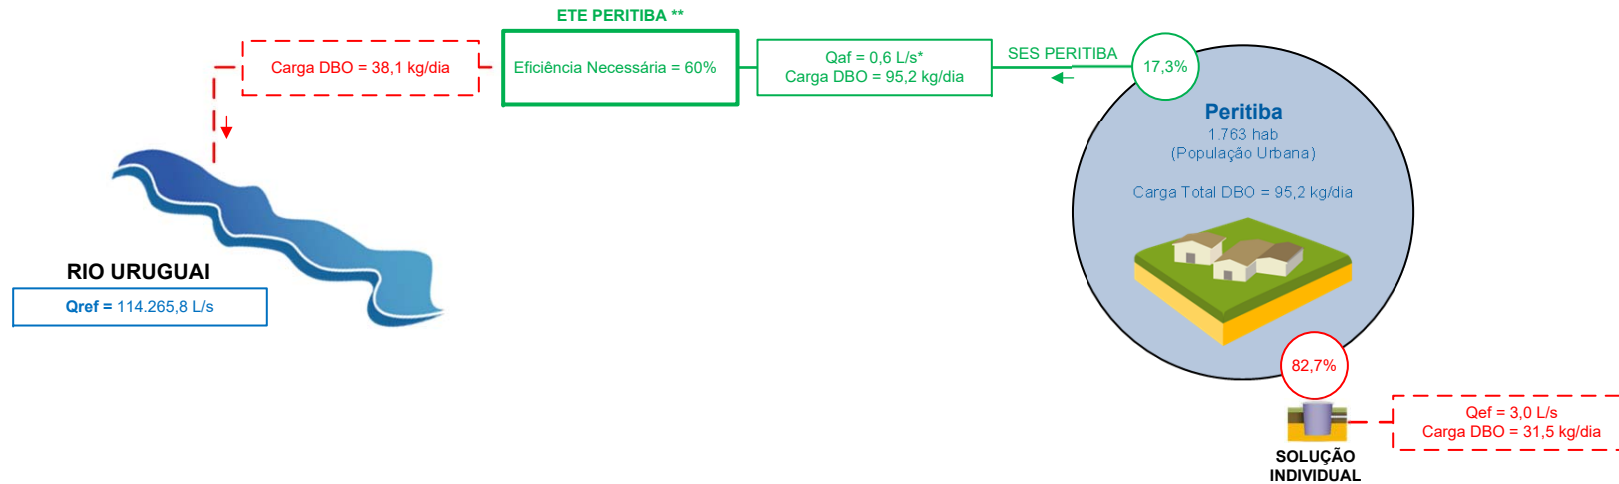 ETE PERITIBA **
Carga DBO = 38,1 kg/dia
Eficiência Necessária = 60%
Qaf = 0,6 L/s*
Carga DBO = 95,2 kg/dia
SES PERITIBA
17,3%
Peritiba
1.763 hab
(População Urbana)
Carga Total DBO = 95,2 kg/dia
RIO URUGUAI
Qref = 114.265,8 L/s
82,7%
Qef = 3,0 L/s
Carga DBO = 31,5 kg/dia
SOLUÇÃO
INDIVIDUAL